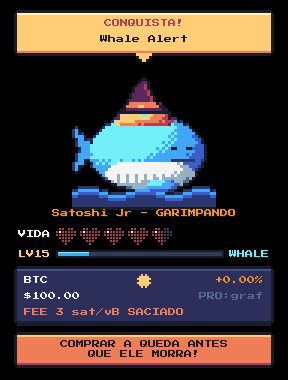 CONQUISTA!
Whale Alert
Satoshi Jr - GARIMPANDO
VIDA
LV15 WHALE
BTC +0.00%
$100.00 PRO:graf
FEE 3 sat/vB SACIADO
COMPRAR A QUEDA ANTES
QUE ELE MORRA!